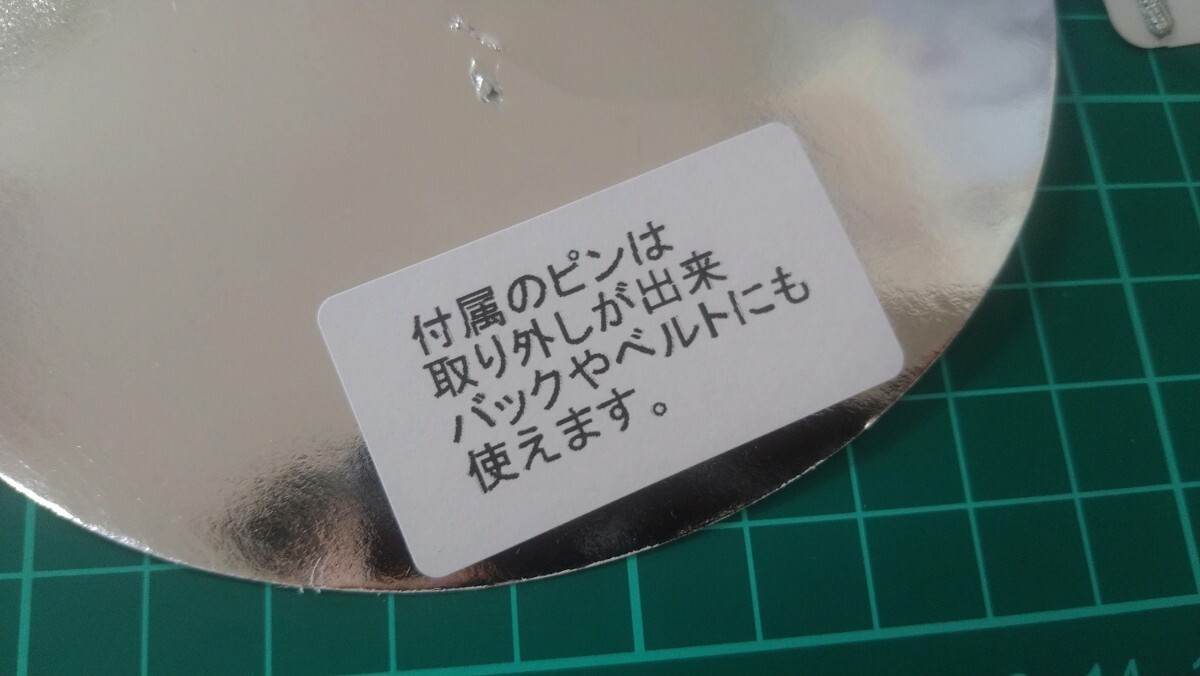 付属のピンは
取り外しが出来
バックやベルトにも
使えます。